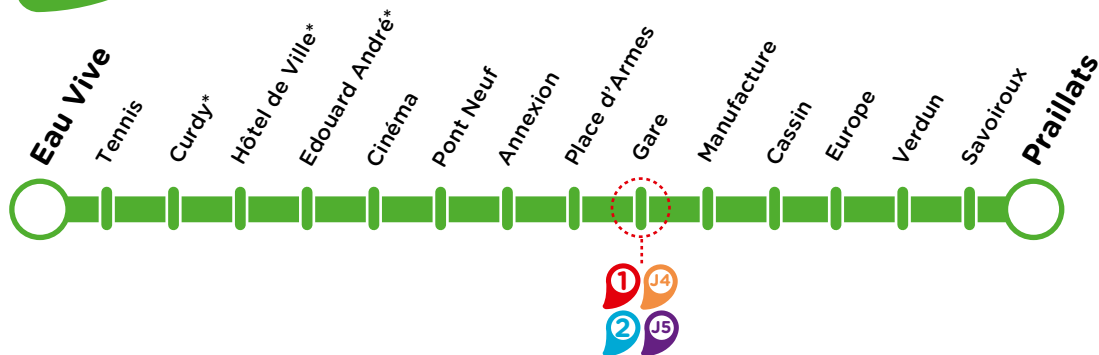 Eau Vive
Tennis
Curdy*
Hôtel de Ville*
Edouard André*
Cinéma
Pont Neuf
Annexion
Place d'Armes
Gare
Manufacture
Cassin
Europe
Verdun
Savoiroux
Praillats
1 J4
2 J5